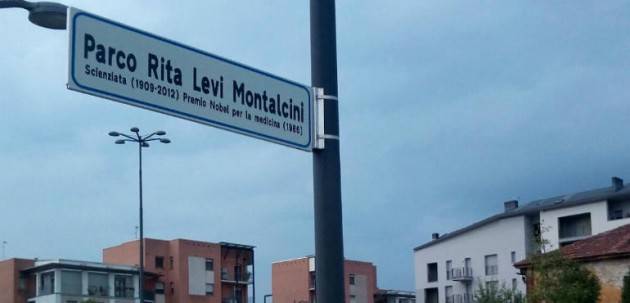 Parco Rita Levi Montalcini
Scienziata (1909-2012) Premio Nobel per la medicina (1986)